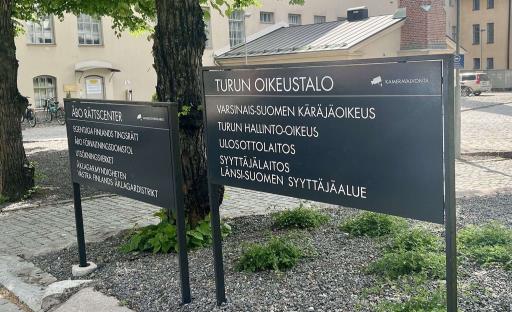 ÅBO RÄTTSCENTER
EGENTLIGA FINLANDS TINGSRÄTT
ÅBO FÖRVALTNINGSDOMSTOL
UTSÖKNINGSVERKET
ÅKLAGARMYNDIGHETEN
VÄSTRA FINLANDS ÅKLAGARDISTRIKT
TURUN OIKEUSTALO
KAMERAVALVONTA
VARSINAIS-SUOMEN KÄRÄJÄOIKEUS
TURUN HALLINTO-OIKEUS
ULOSOTTOLAITOS
SYYTTÄJÄLAITOS
LÄNSI-SUOMEN SYYTTÄJÄALUE